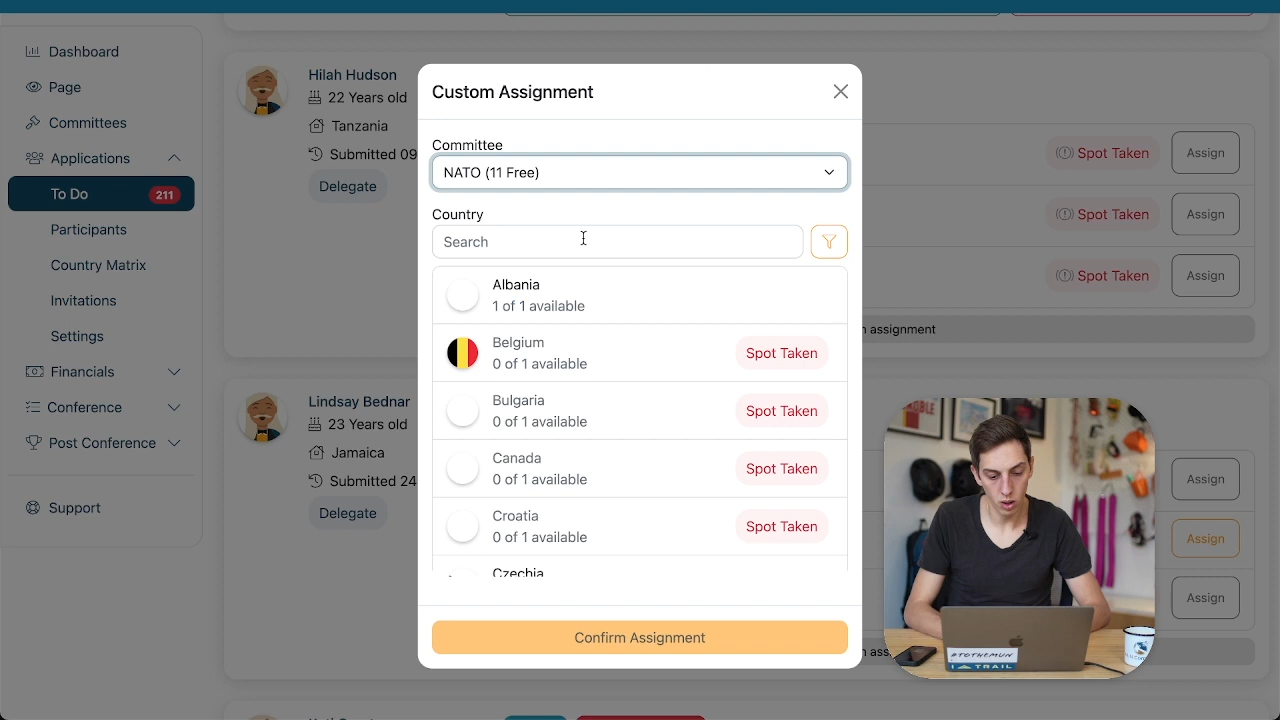 Dashboard
Page
Committees
Applications
To Do
211
Participants
Country Matrix
Invitations
Settings
Financials
Conference
Post Conference
Support
Hilah Hudson
22 Years old
Tanzania
Submitted 09
Delegate
Spot Taken
Assign
Spot Taken
Assign
Spot Taken
Assign
assignment
Lindsay Bednar
23 Years old
Jamaica
Submitted 24
Delegate
Assign
Assign
Assign
Custom Assignment
Committee
NATO (11 Free)
Country
Search
Albania
1 of 1 available
Belgium
0 of 1 available
Spot Taken
Bulgaria
0 of 1 available
Spot Taken
Canada
0 of 1 available
Spot Taken
Croatia
0 of 1 available
Spot Taken
Czechia
Confirm Assignment
#TOTHEMUN
TRAIL